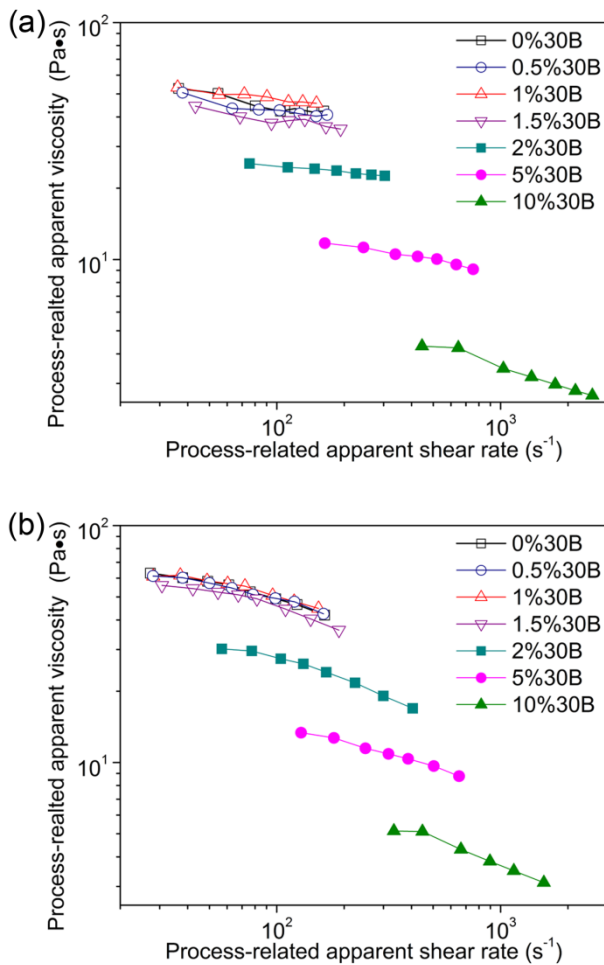 (a)
10²
0%30B
0.5%30B
1%30B
1.5%30B
2%30B
5%30B
10%30B
10¹
Process-realted apparent viscosity (Pa•s)
10² 10³
Process-related apparent shear rate (s⁻¹)
(b)
10²
0%30B
0.5%30B
1%30B
1.5%30B
2%30B
5%30B
10%30B
10¹
Process-realted apparent viscosity (Pa•s)
10² 10³
Process-related apparent shear rate (s⁻¹)